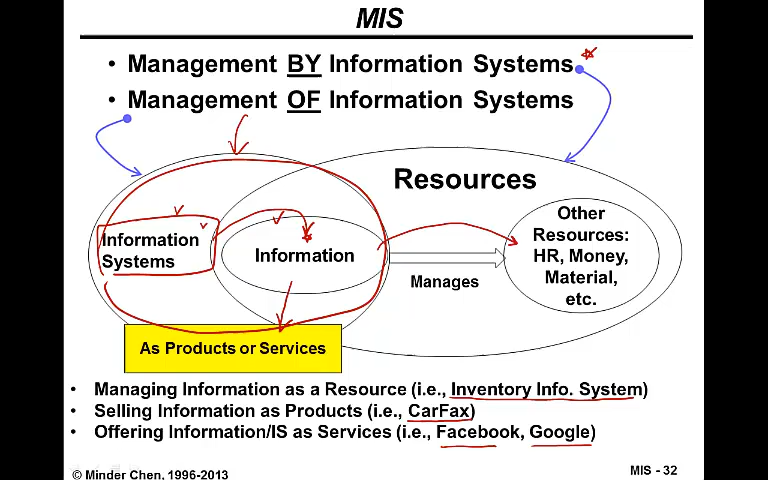 MIS
• Management BY Information Systems
• Management OF Information Systems
Resources
Information
Systems
Information
Manages
Other
Resources:
HR, Money,
Material,
etc.
As Products or Services
• Managing Information as a Resource (i.e., Inventory Info. System)
• Selling Information as Products (i.e., CarFax)
• Offering Information/IS as Services (i.e., Facebook, Google)
© Minder Chen, 1996-2013
MIS - 32